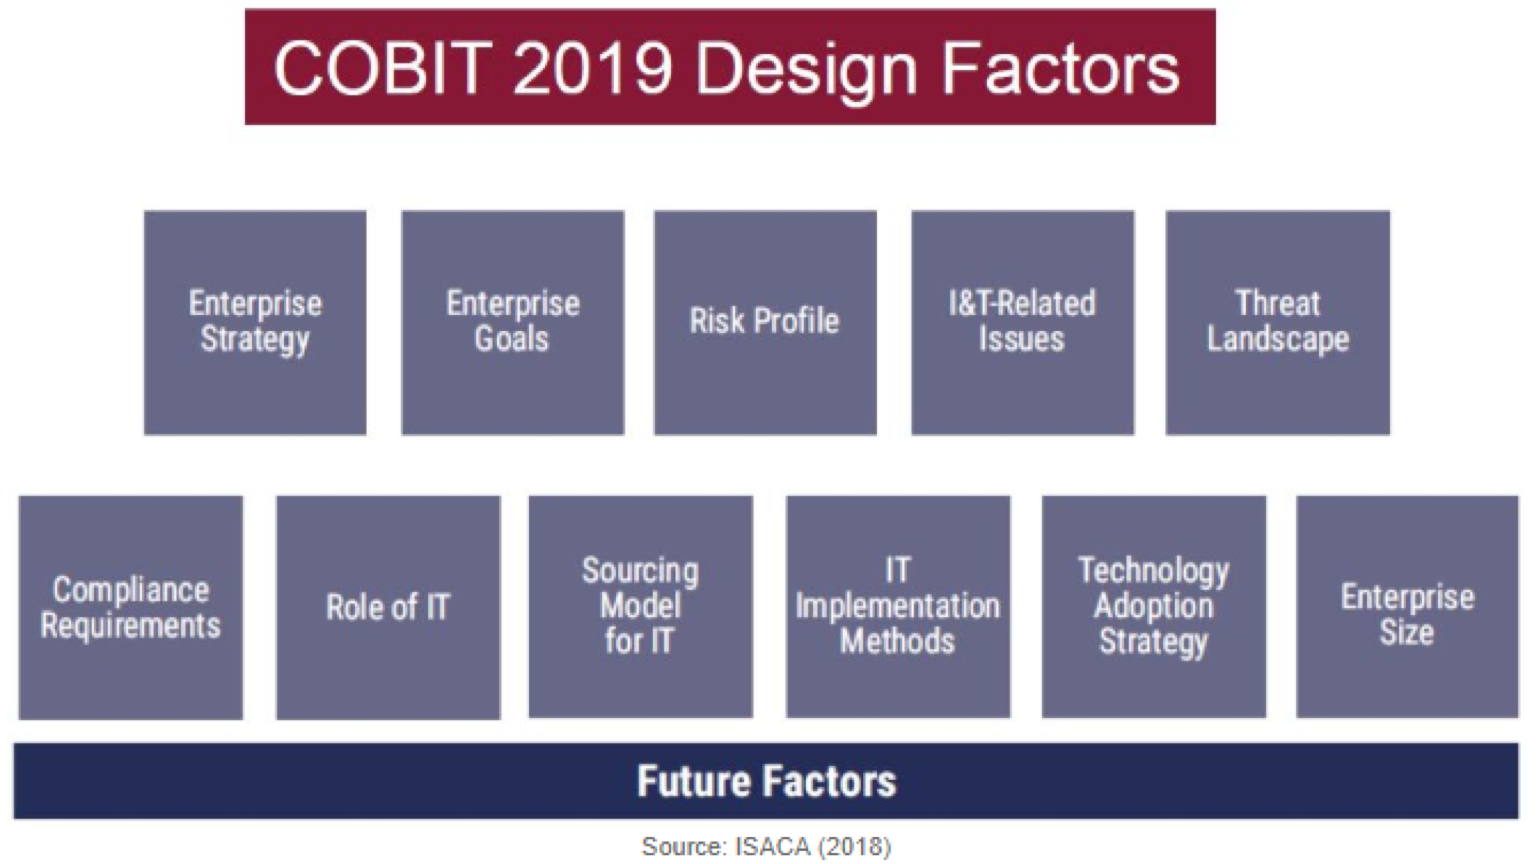 COBIT 2019 Design Factors
Enterprise
Strategy
Enterprise
Goals
Risk Profile
I&T-Related
Issues
Threat
Landscape
Compliance
Requirements
Role of IT
Sourcing
Model
for IT
IT
Implementation
Methods
Technology
Adoption
Strategy
Enterprise
Size
Future Factors
Source: ISACA (2018)